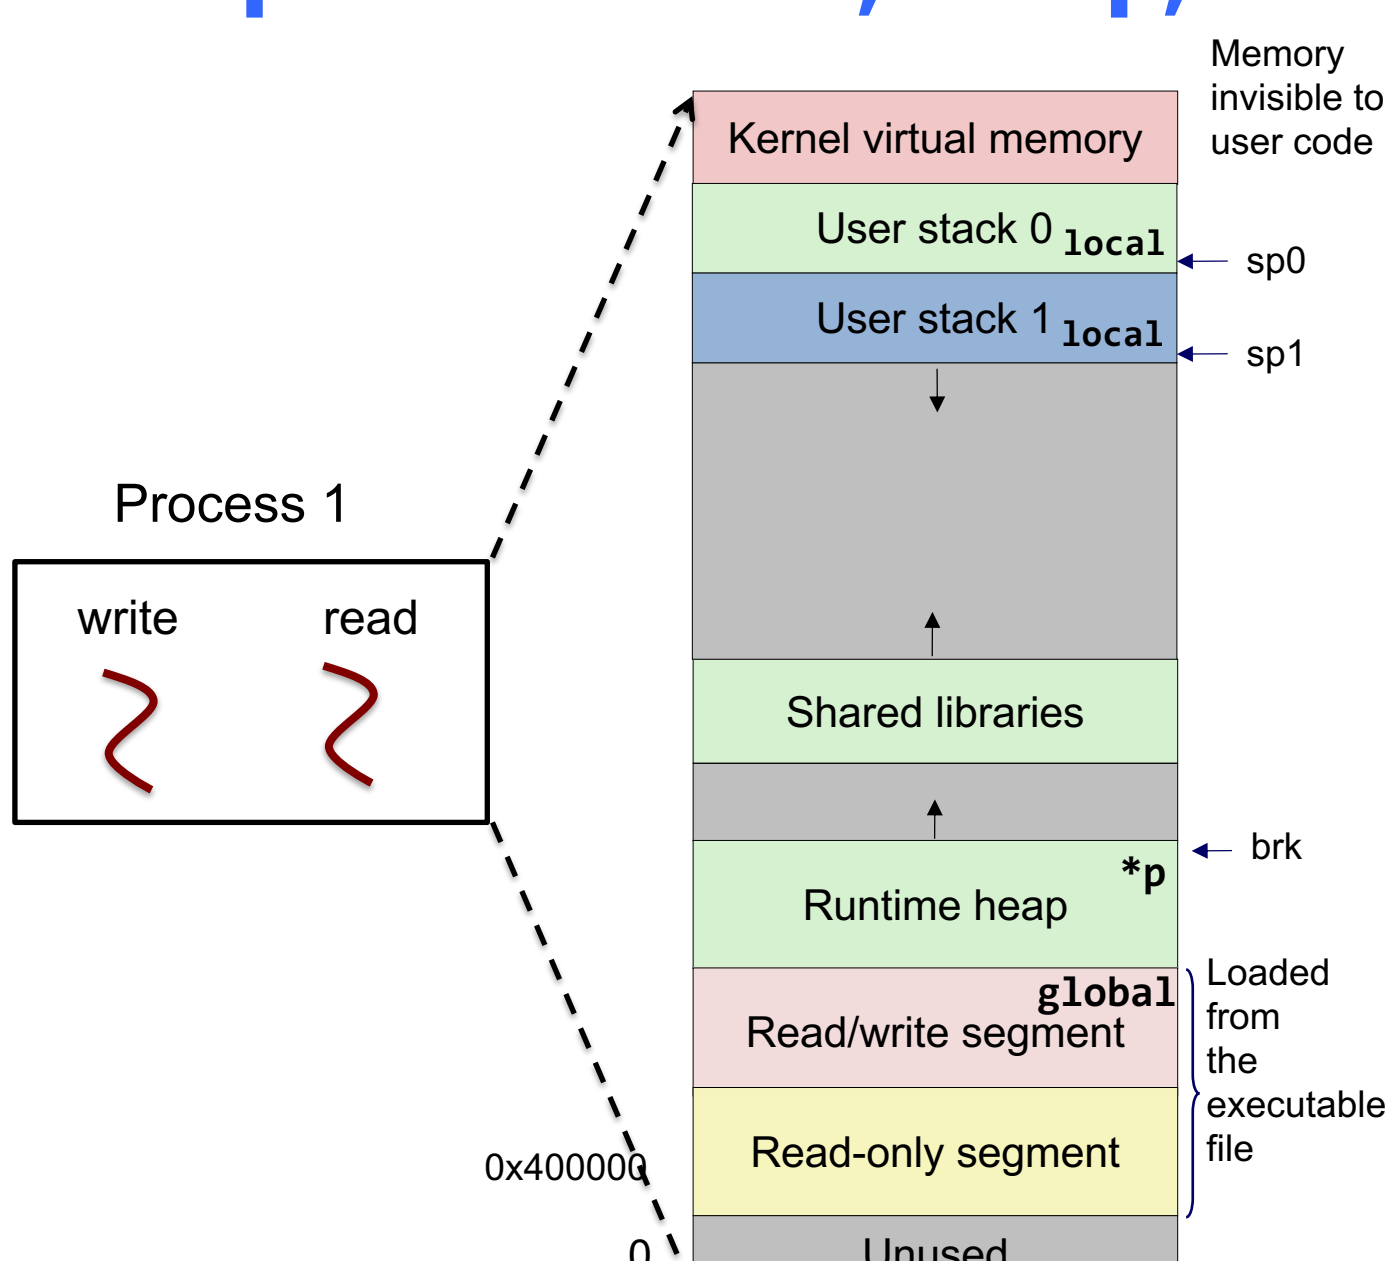 Memory
invisible to
user code
Kernel virtual memory
User stack 0 local
sp0
User stack 1 local
sp1
Process 1
write read
Shared libraries
brk
*p
Runtime heap
global
Read/write segment
Loaded
from
the
executable
file
Read-only segment
0x400000
0
Unused